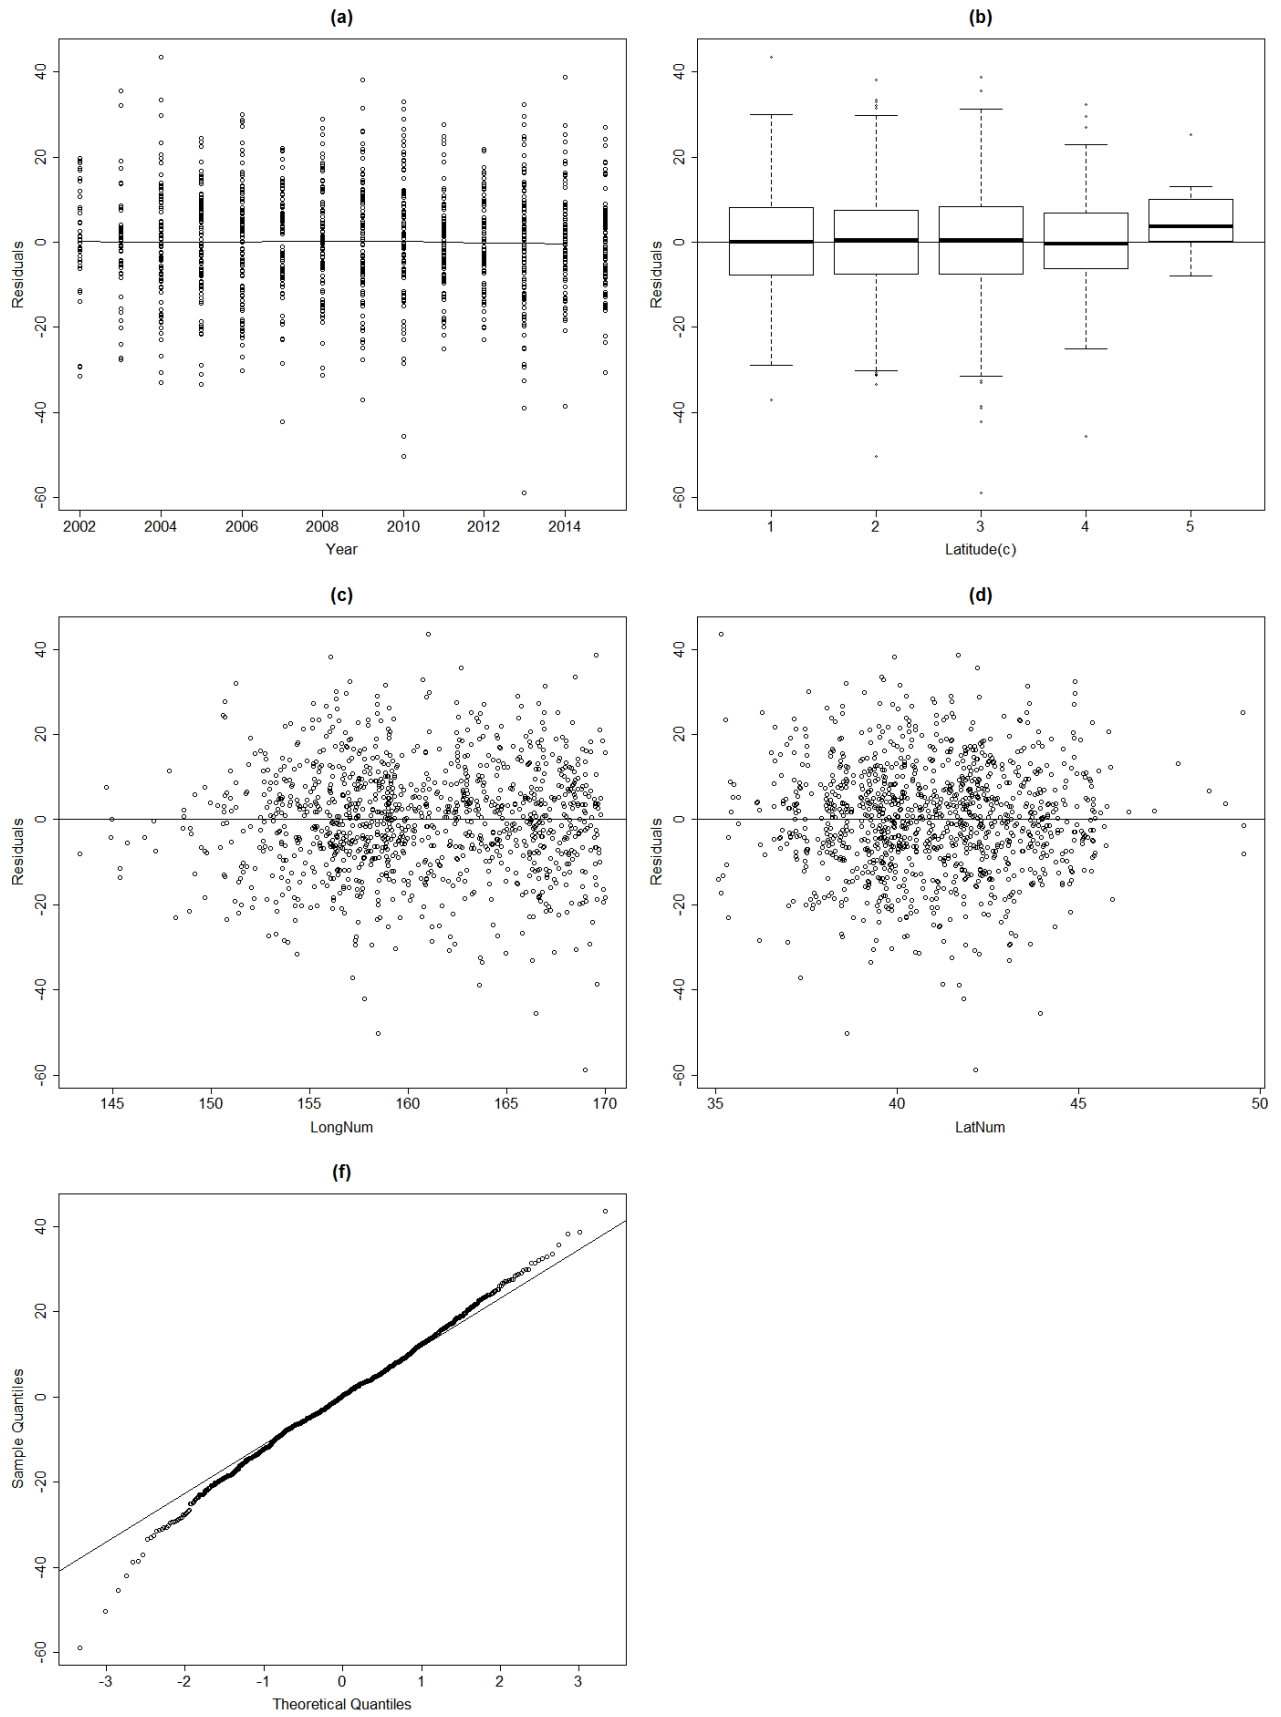 (a)
40
20
0
-20
-40
-60
Residuals
2002 2004 2006 2008 2010 2012 2014
Year
(b)
40
20
0
-20
-40
-60
Residuals
1 2 3 4 5
Latitude(c)
(c)
40
20
0
-20
-40
-60
Residuals
145 150 155 160 165 170
LongNum
(d)
40
20
0
-20
-40
-60
Residuals
35 40 45 50
LatNum
(f)
40
20
0
-20
-40
-60
Sample Quantiles
-3 -2 -1 0 1 2 3
Theoretical Quantiles